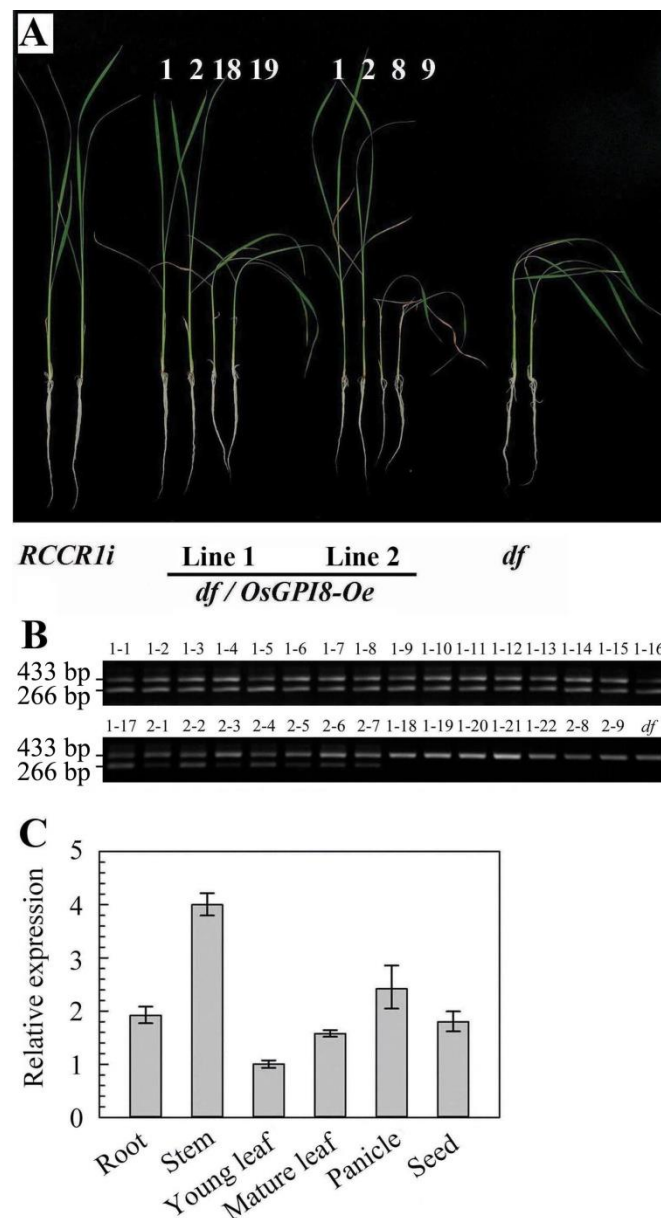 A
1 2 18 19 1 2 8 9
RCCR1i Line 1 Line 2 df
df / OsGPI8-Oe
B
1-1 1-2 1-3 1-4 1-5 1-6 1-7 1-8 1-9 1-10 1-11 1-12 1-13 1-14 1-15 1-16
433 bp
266 bp
1-17 2-1 2-2 2-3 2-4 2-5 2-6 2-7 1-18 1-19 1-20 1-21 1-22 2-8 2-9 df
433 bp
266 bp
C
Relative expression
5
4
3
2
1
0
Root Stem Young leaf Mature leaf Panicle Seed